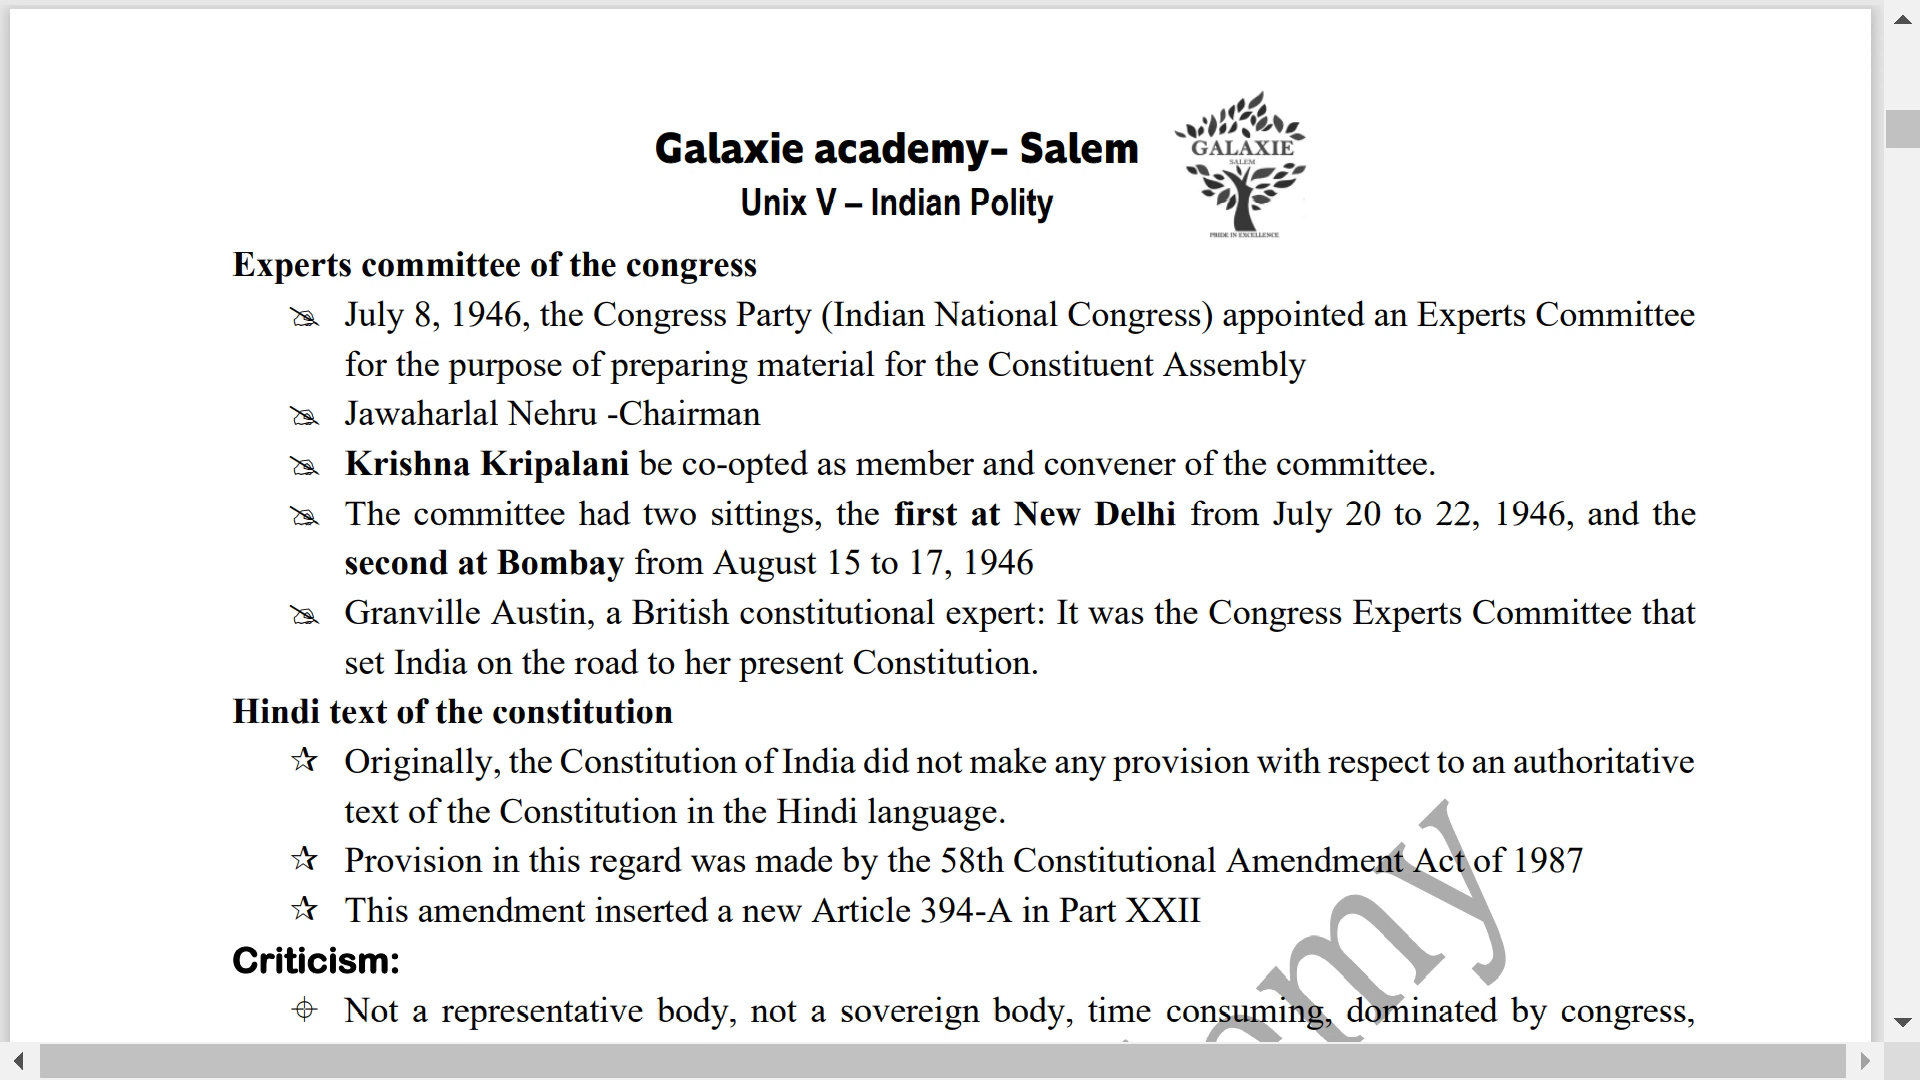 Galaxie academy– Salem
GALAXIE
SALEM
PRIDE IN EXCELLENCE
Unix V – Indian Polity
Experts committee of the congress
July 8, 1946, the Congress Party (Indian National Congress) appointed an Experts Committee
for the purpose of preparing material for the Constituent Assembly
Jawaharlal Nehru -Chairman
Krishna Kripalani be co-opted as member and convener of the committee.
The committee had two sittings, the first at New Delhi from July 20 to 22, 1946, and the
second at Bombay from August 15 to 17, 1946
Granville Austin, a British constitutional expert: It was the Congress Experts Committee that
set India on the road to her present Constitution.
Hindi text of the constitution
Originally, the Constitution of India did not make any provision with respect to an authoritative
text of the Constitution in the Hindi language.
Provision in this regard was made by the 58th Constitutional Amendment Act of 1987
This amendment inserted a new Article 394-A in Part XXII
Criticism:
Not a representative body, not a sovereign body, time consuming, dominated by congress,
omy